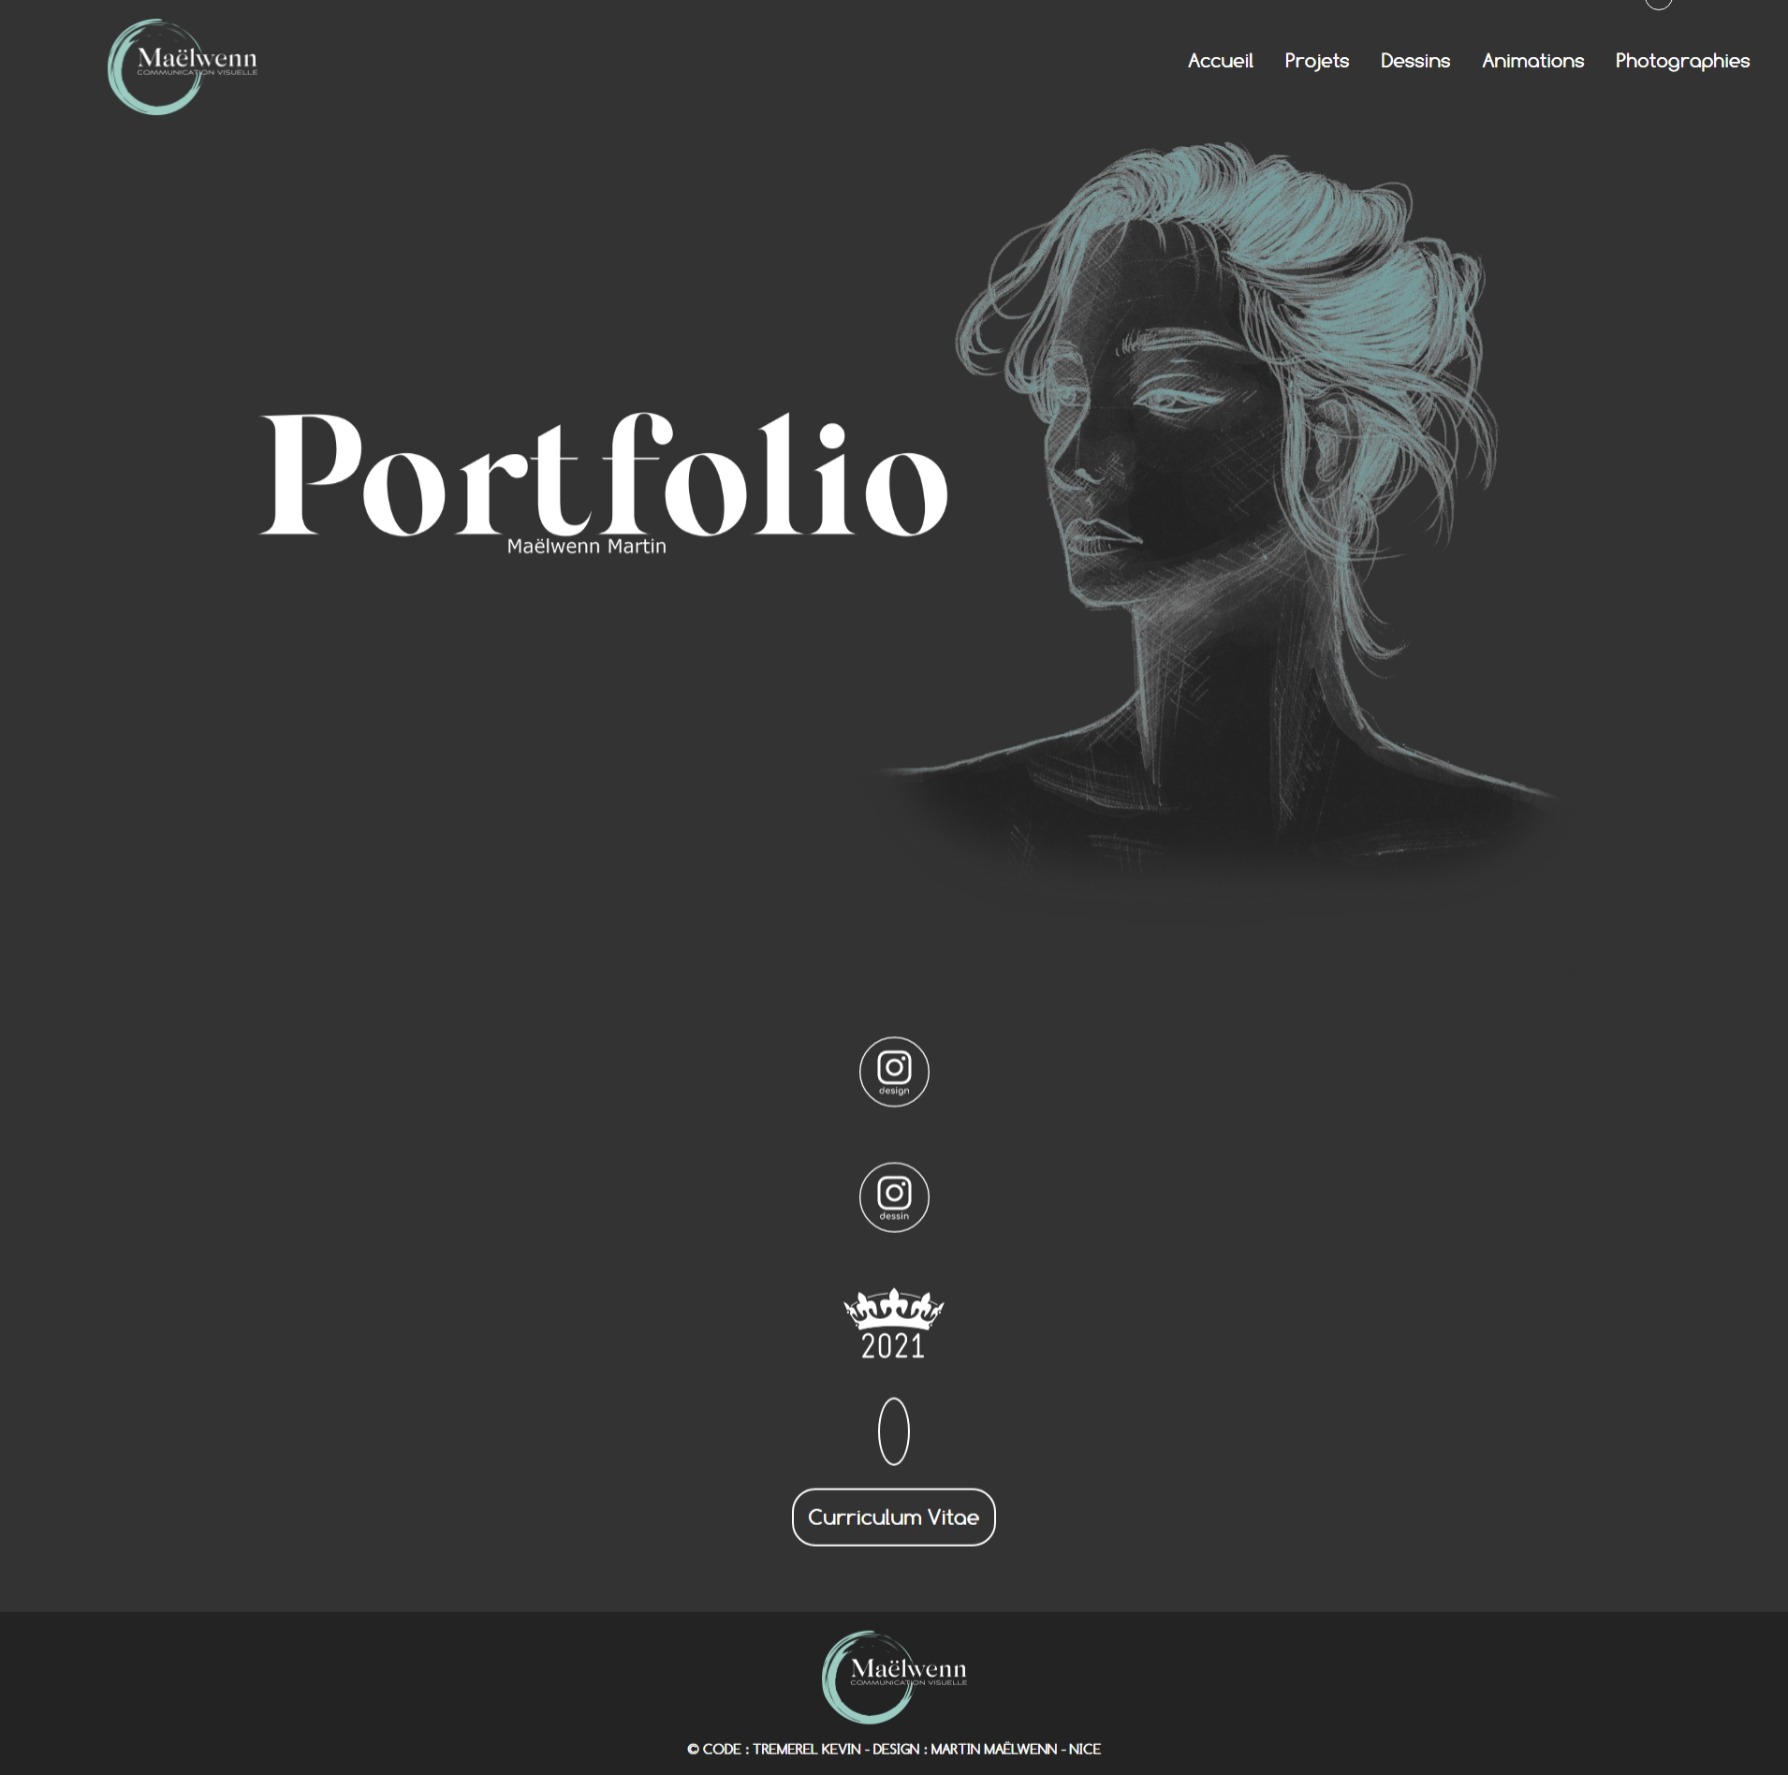 Maëlwenn
COMMUNICATION VISUELLE
Accueil Projets Dessins Animations Photographies
Portfolio
Maëlwenn Martin
design
dessin
2021
Curriculum Vitae
Maëlwenn
COMMUNICATION VISUELLE
© CODE : TREMEREL KEVIN - DESIGN : MARTIN MAËLWENN - NICE